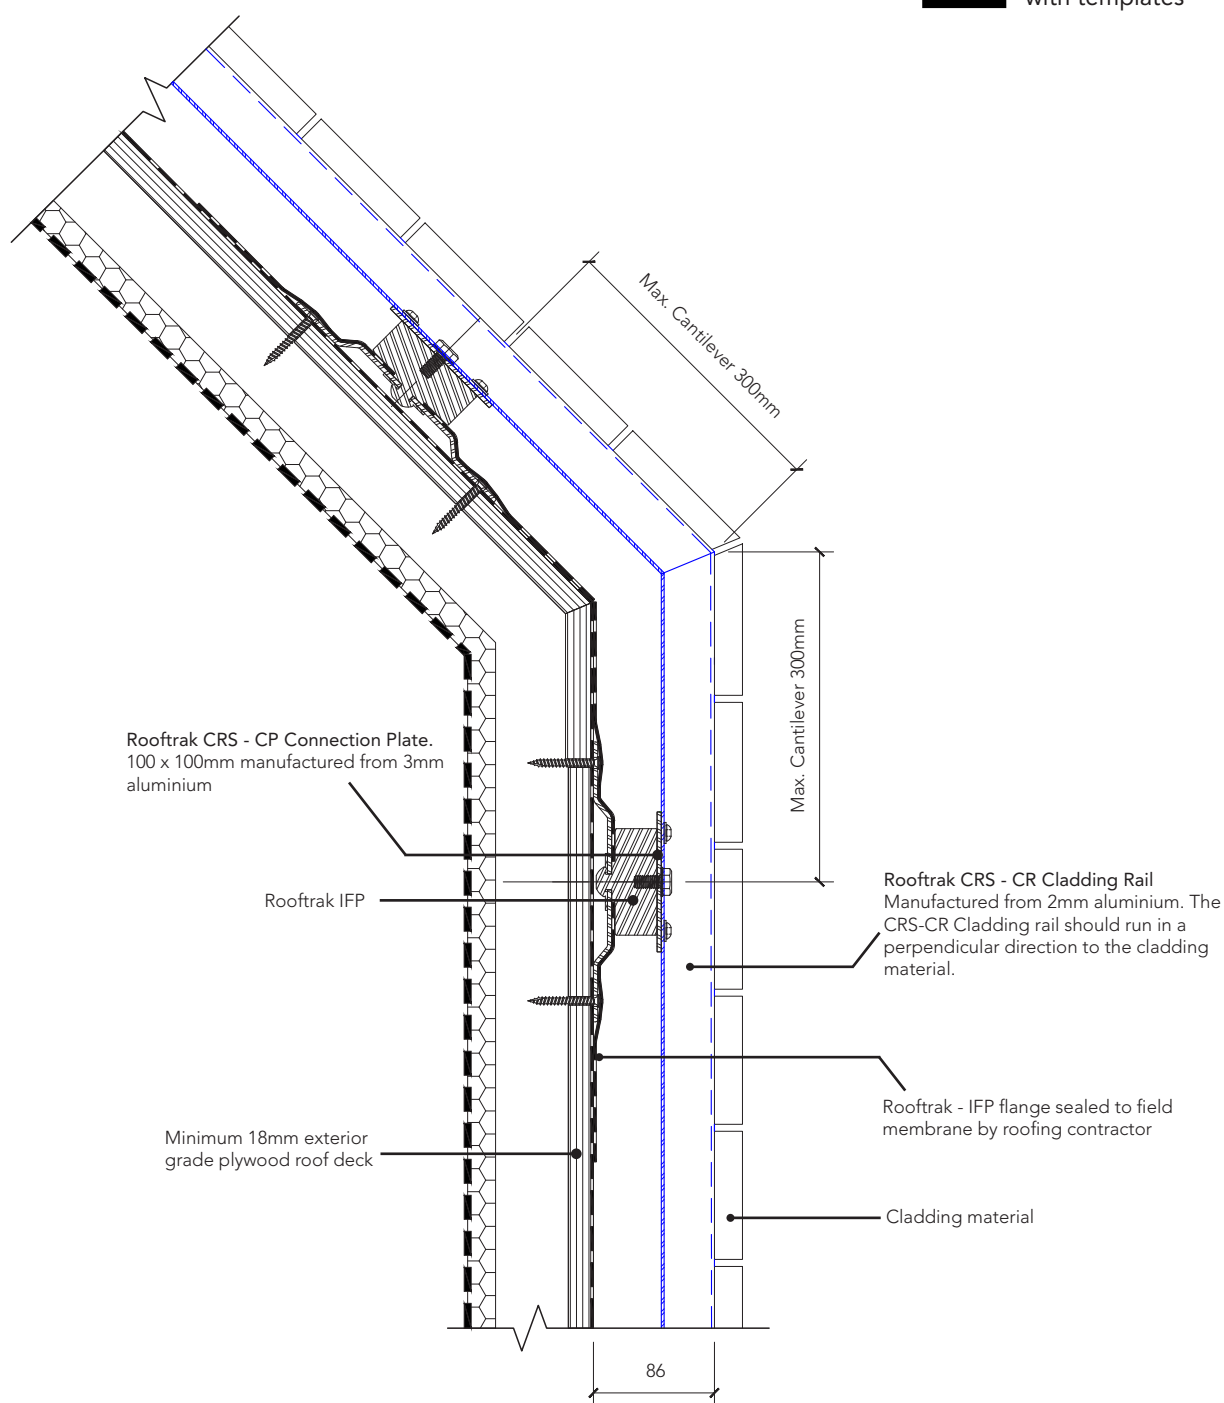 with templates
Max. Cantilever 300mm
Max. Cantilever 300mm
Rooftrak CRS - CP Connection Plate.
100 x 100mm manufactured from 3mm
aluminium
Rooftrak IFP
Rooftrak CRS - CR Cladding Rail
Manufactured from 2mm aluminium. The
CRS-CR Cladding rail should run in a
perpendicular direction to the cladding
material.
Rooftrak - IFP flange sealed to field
membrane by roofing contractor
Minimum 18mm exterior
grade plywood roof deck
Cladding material
86